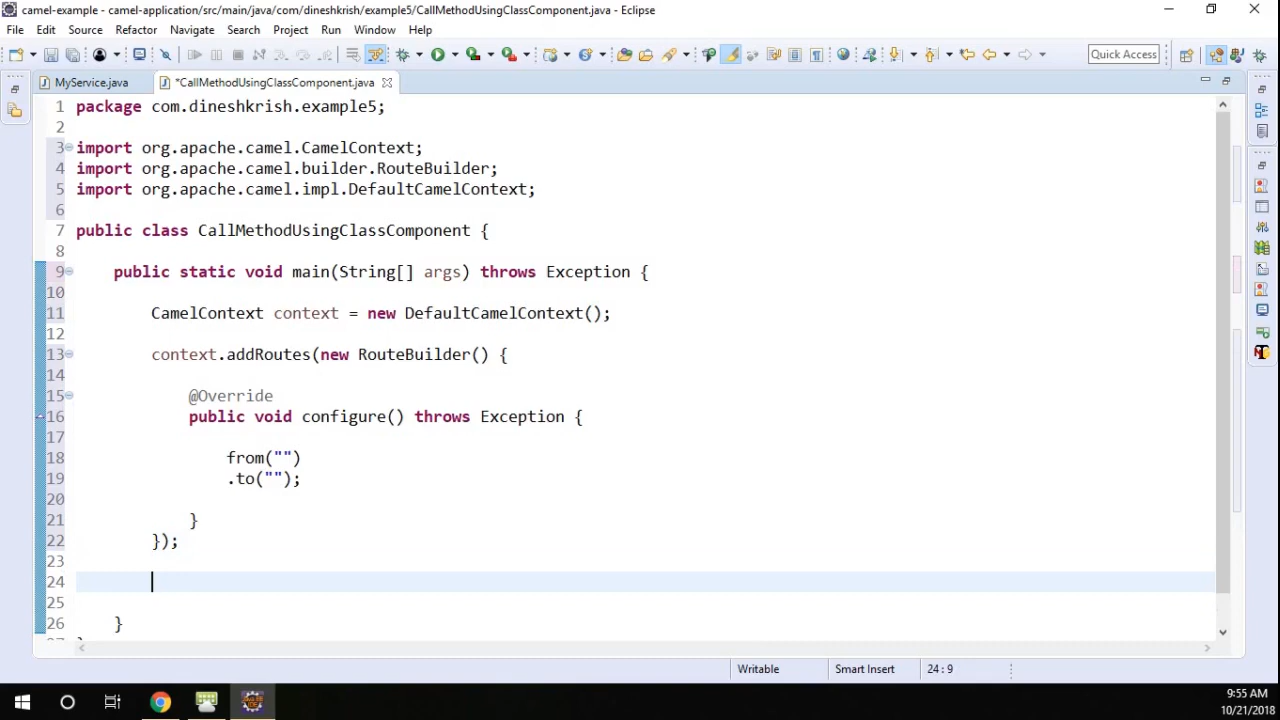 camel-example - camel-application/src/main/java/com/dineshkrish/example5/CallMethodUsingClassComponent.java - Eclipse
File Edit Source Refactor Navigate Search Project Run Window Help
Quick Access
MyService.java *CallMethodUsingClassComponent.java
1 package com.dineshkrish.example5;
2
3 import org.apache.camel.CamelContext;
4 import org.apache.camel.builder.RouteBuilder;
5 import org.apache.camel.impl.DefaultCamelContext;
6
7 public class CallMethodUsingClassComponent {
8
9 public static void main(String[] args) throws Exception {
10
11 CamelContext context = new DefaultCamelContext();
12
13 context.addRoutes(new RouteBuilder() {
14
15 @Override
16 public void configure() throws Exception {
17
18 from("")
19 .to("");
20
21 }
22 });
23
24
25
26 }
27 }
Writable Smart Insert 24 : 9
9:55 AM
10/21/2018